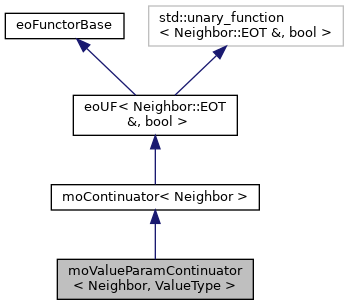 eoFunctorBase
std::unary_function
< Neighbor::EOT &, bool >
eoUF< Neighbor::EOT
&, bool >
moContinuator< Neighbor >
moValueParamContinuator
< Neighbor, ValueType >